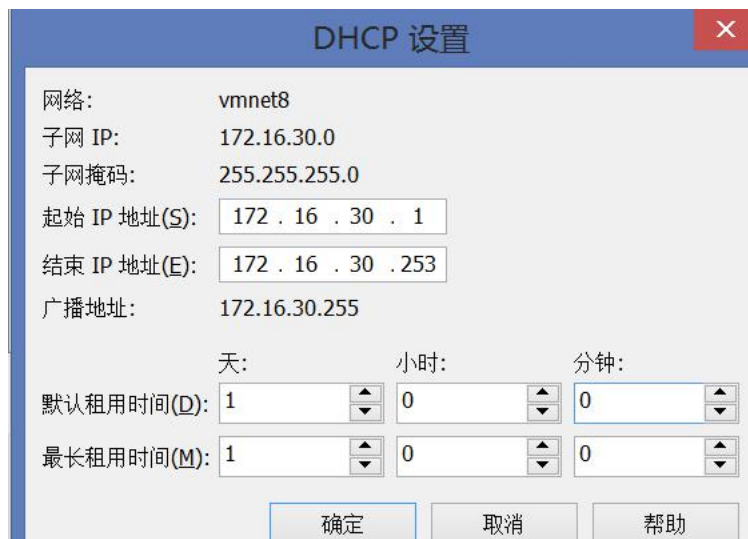 DHCP 设置
网络: vmnet8
子网 IP: 172.16.30.0
子网掩码: 255.255.255.0
起始 IP 地址(S): 172 . 16 . 30 . 1
结束 IP 地址(E): 172 . 16 . 30 . 253
广播地址: 172.16.30.255
天: 小时: 分钟:
默认租用时间(D): 1 0 0
最长租用时间(M): 1 0 0
确定 取消 帮助